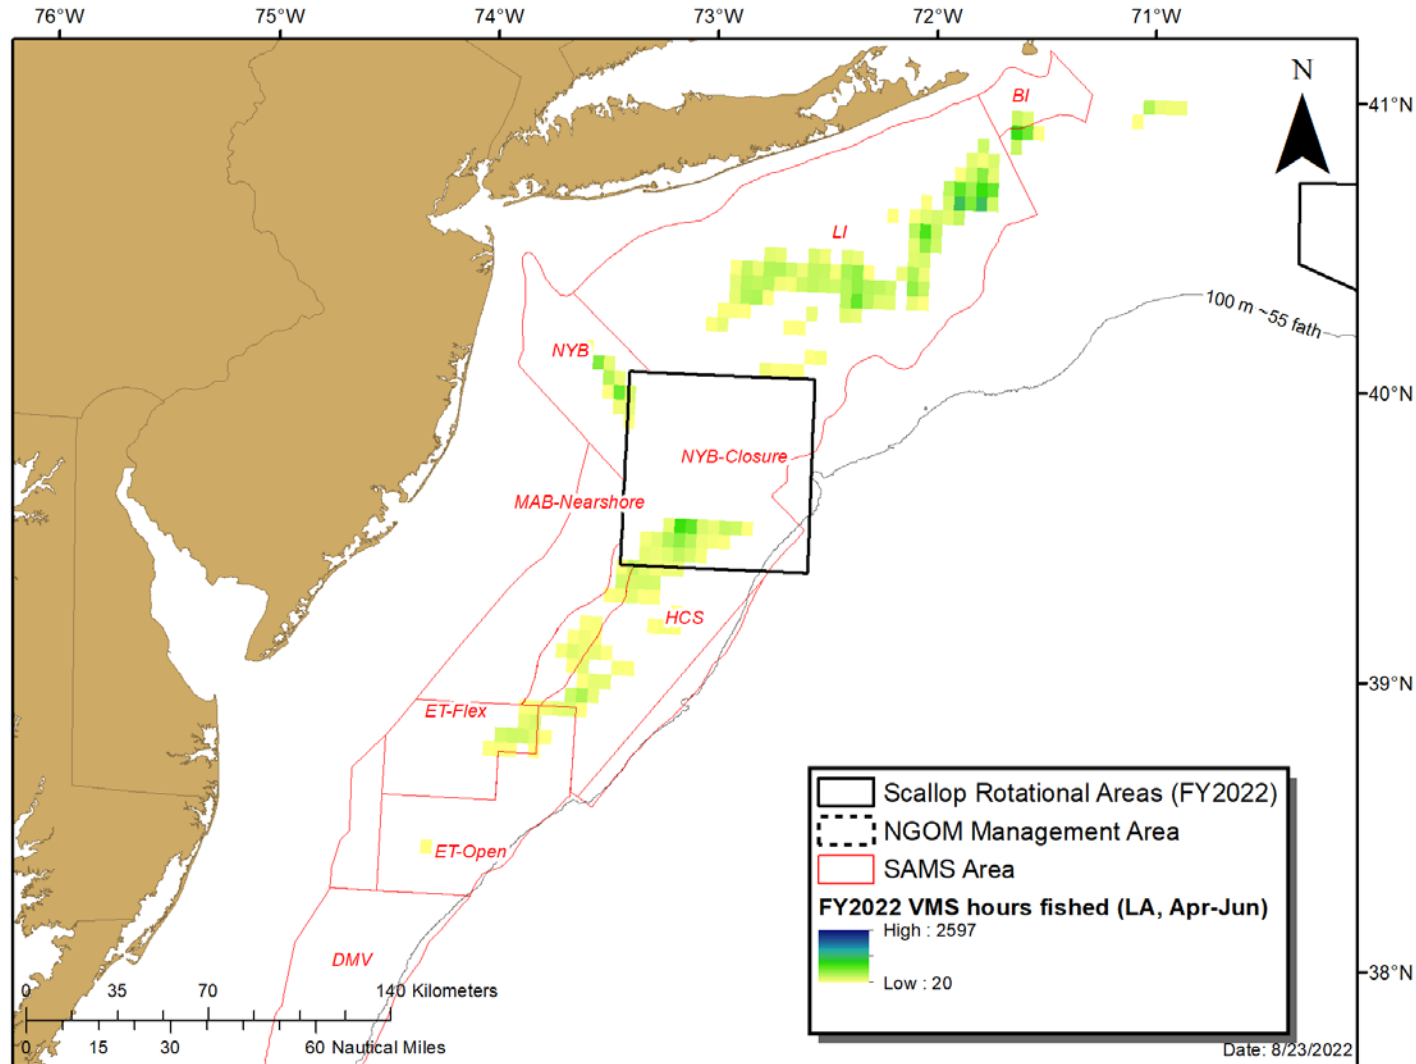 76°W 75°W 74°W 73°W 72°W 71°W
N
41°N
40°N
39°N
38°N
BI
LI
100 m ~55 fath
NYB
NYB-Closure
MAB-Nearshore
HCS
ET-Flex
ET-Open
DMV
Scallop Rotational Areas (FY2022)
NGOM Management Area
SAMS Area
FY2022 VMS hours fished (LA, Apr-Jun)
High : 2597
Low : 20
0 35 70 140 Kilometers
0 15 30 60 Nautical Miles
Date: 8/23/2022